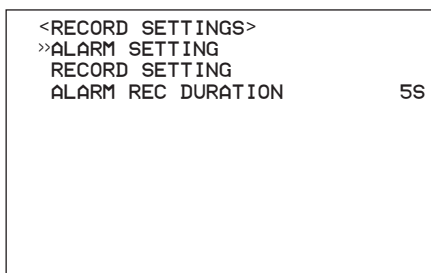 <RECORD SETTINGS>
»ALARM SETTING
RECORD SETTING
ALARM REC DURATION 5S